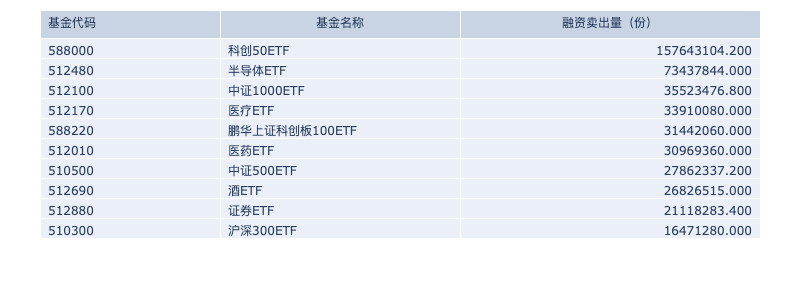 基金代码 基金名称 融资卖出量（份）
588000 科创50ETF 157643104.200
512480 半导体ETF 73437844.000
512100 中证1000ETF 35523476.800
512170 医疗ETF 33910080.000
588220 鹏华上证科创板100ETF 31442060.000
512010 医药ETF 30969360.000
510500 中证500ETF 27862337.200
512690 酒ETF 26826515.000
512880 证券ETF 21118283.400
510300 沪深300ETF 16471280.000